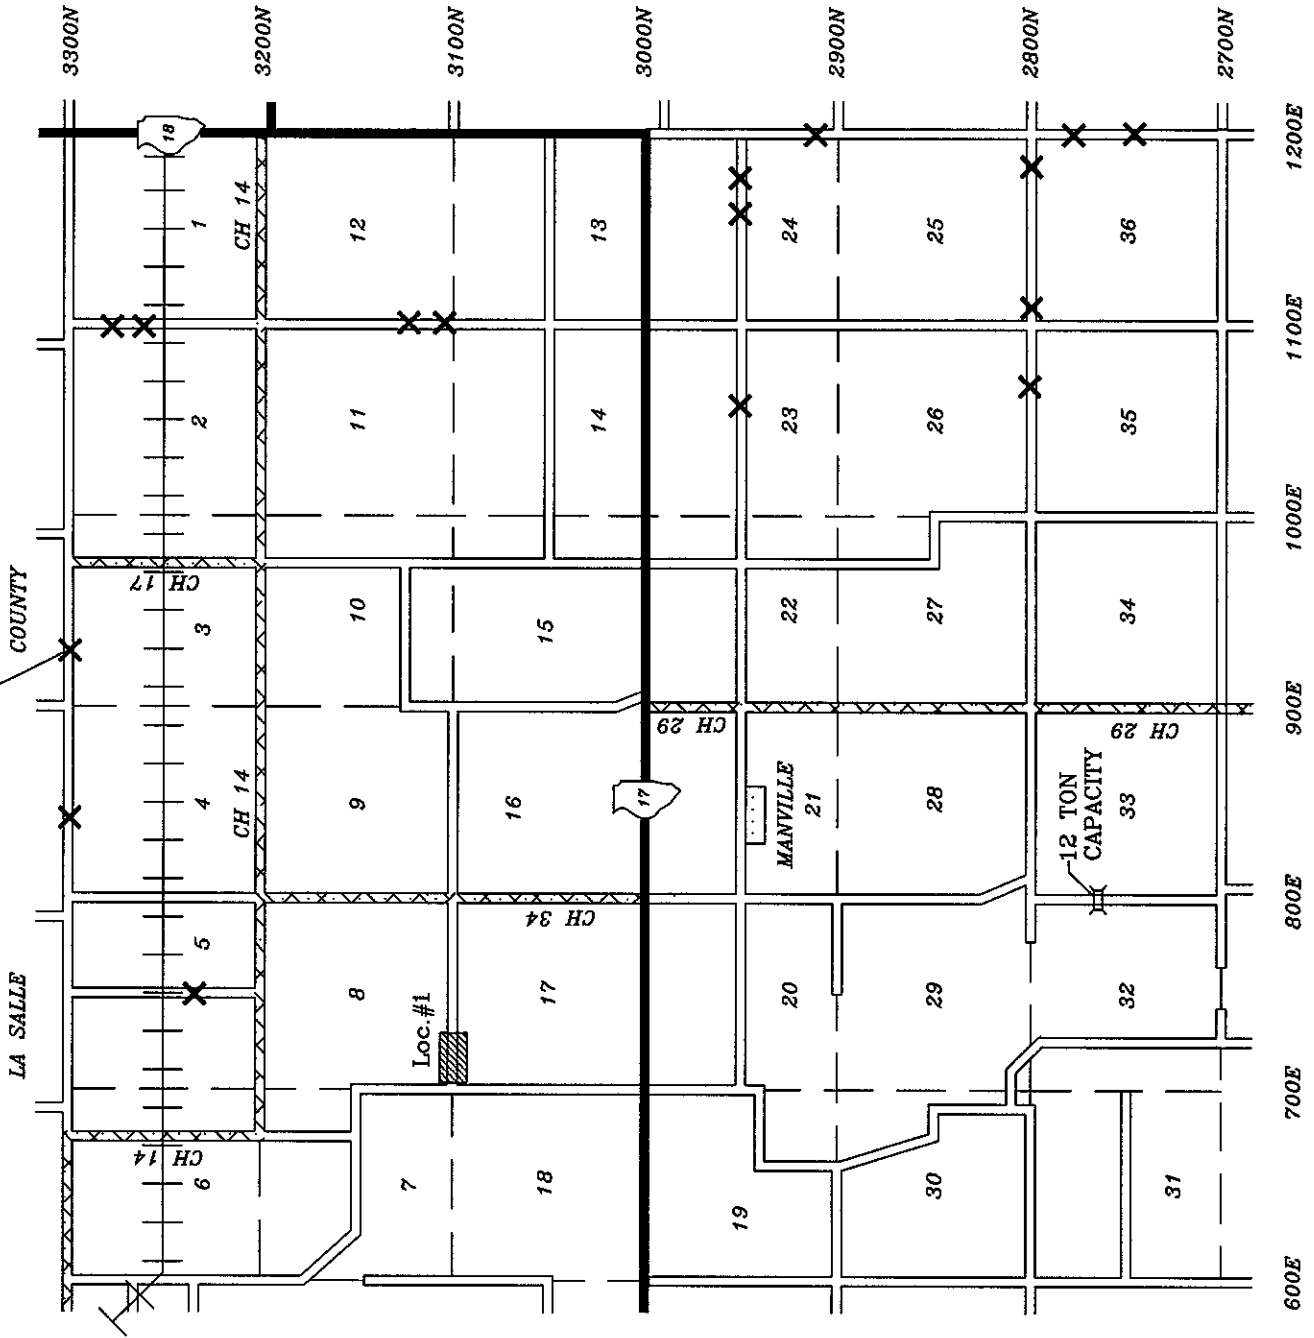 LA SALLE
COUNTY
3300N
3200N
3100N
3000N
2900N
2800N
2700N
600E
700E
800E
900E
1000E
1100E
1200E
6
5
4
3
2
1
18
CH 14
CH 17
CH 14
CH 14
7
8
9
10
11
12
Loc.#1
18
17
16
15
14
13
CH 34
17
CH 29
19
20
21
22
23
24
MANVILLE
30
29
28
27
26
25
31
32
33
34
35
36
12 TON
CAPACITY
CH 29